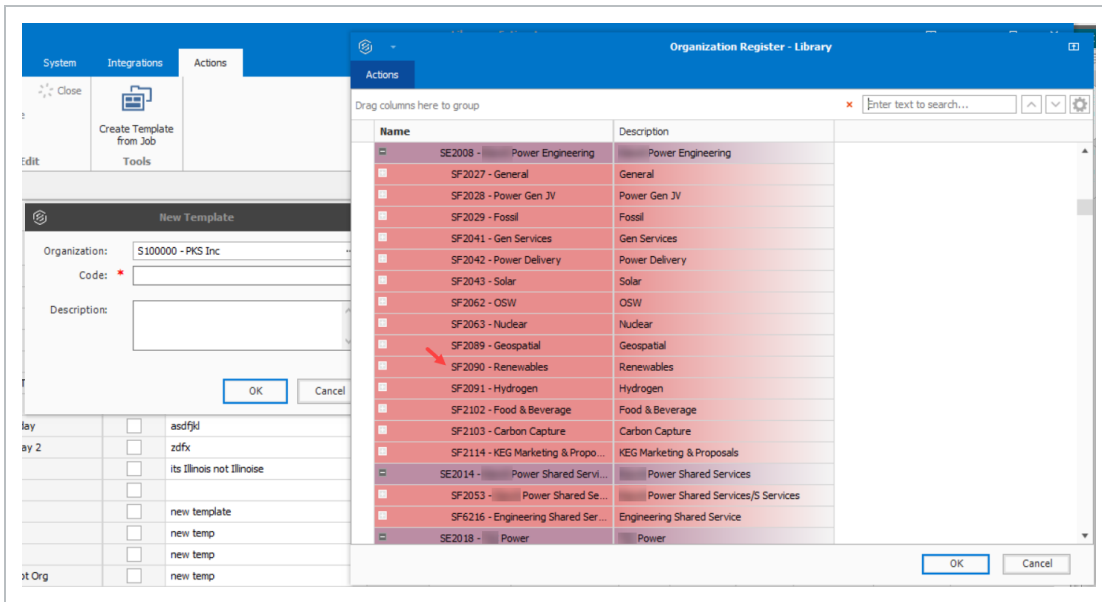 Organization Register - Library
System Integrations Actions
Actions
Close
Create Template
from Job
Edit Tools
Drag columns here to group
Enter text to search...
Name Description
SE2008 - Power Engineering Power Engineering
SF2027 - General General
SF2028 - Power Gen JV Power Gen JV
SF2029 - Fossil Fossil
SF2041 - Gen Services Gen Services
SF2042 - Power Delivery Power Delivery
SF2043 - Solar Solar
SF2062 - OSW OSW
SF2063 - Nuclear Nuclear
SF2089 - Geospatial Geospatial
SF2090 - Renewables Renewables
SF2091 - Hydrogen Hydrogen
SF2102 - Food & Beverage Food & Beverage
SF2103 - Carbon Capture Carbon Capture
SF2114 - KEG Marketing & Propo... KEG Marketing & Proposals
SE2014 - Power Shared Servi... Power Shared Services
SF2053 - Power Shared Se... Power Shared Services/S Services
SF6216 - Engineering Shared Ser... Engineering Shared Service
SE2018 - Power Power
OK Cancel
New Template
Organization: S100000 - PKS Inc
Code: *
Description:
OK Cancel
lay asdfjkl
ay 2 zdfx
its Illinois not Illinoise
new template
new temp
new temp
ot Org new temp